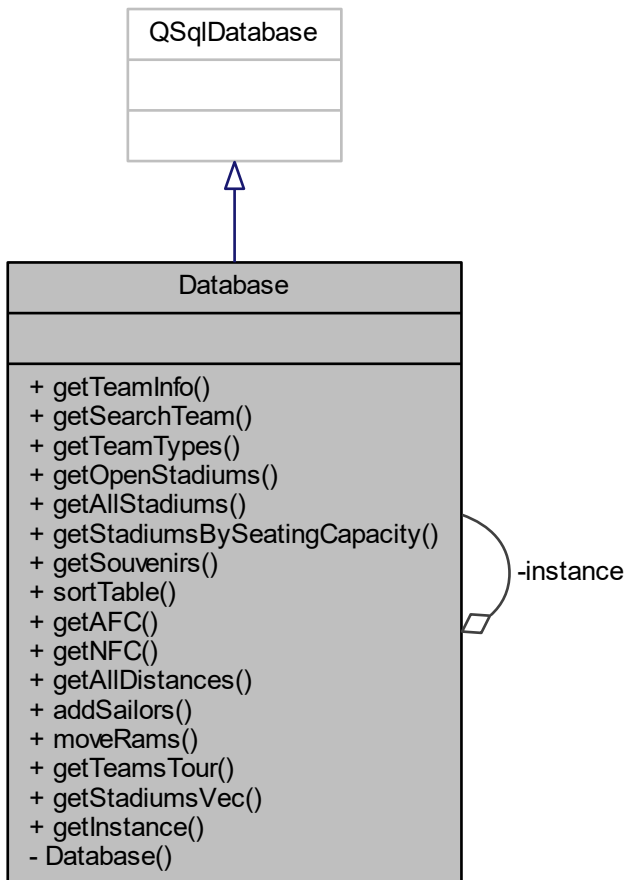 QSqlDatabase
Database
+ getTeamInfo()
+ getSearchTeam()
+ getTeamTypes()
+ getOpenStadiums()
+ getAllStadiums()
+ getStadiumsBySeatingCapacity()
+ getSouvenirs()
+ sortTable()
+ getAFC()
+ getNFC()
+ getAllDistances()
+ addSailors()
+ moveRams()
+ getTeamsTour()
+ getStadiumsVec()
+ getInstance()
- Database()
-instance